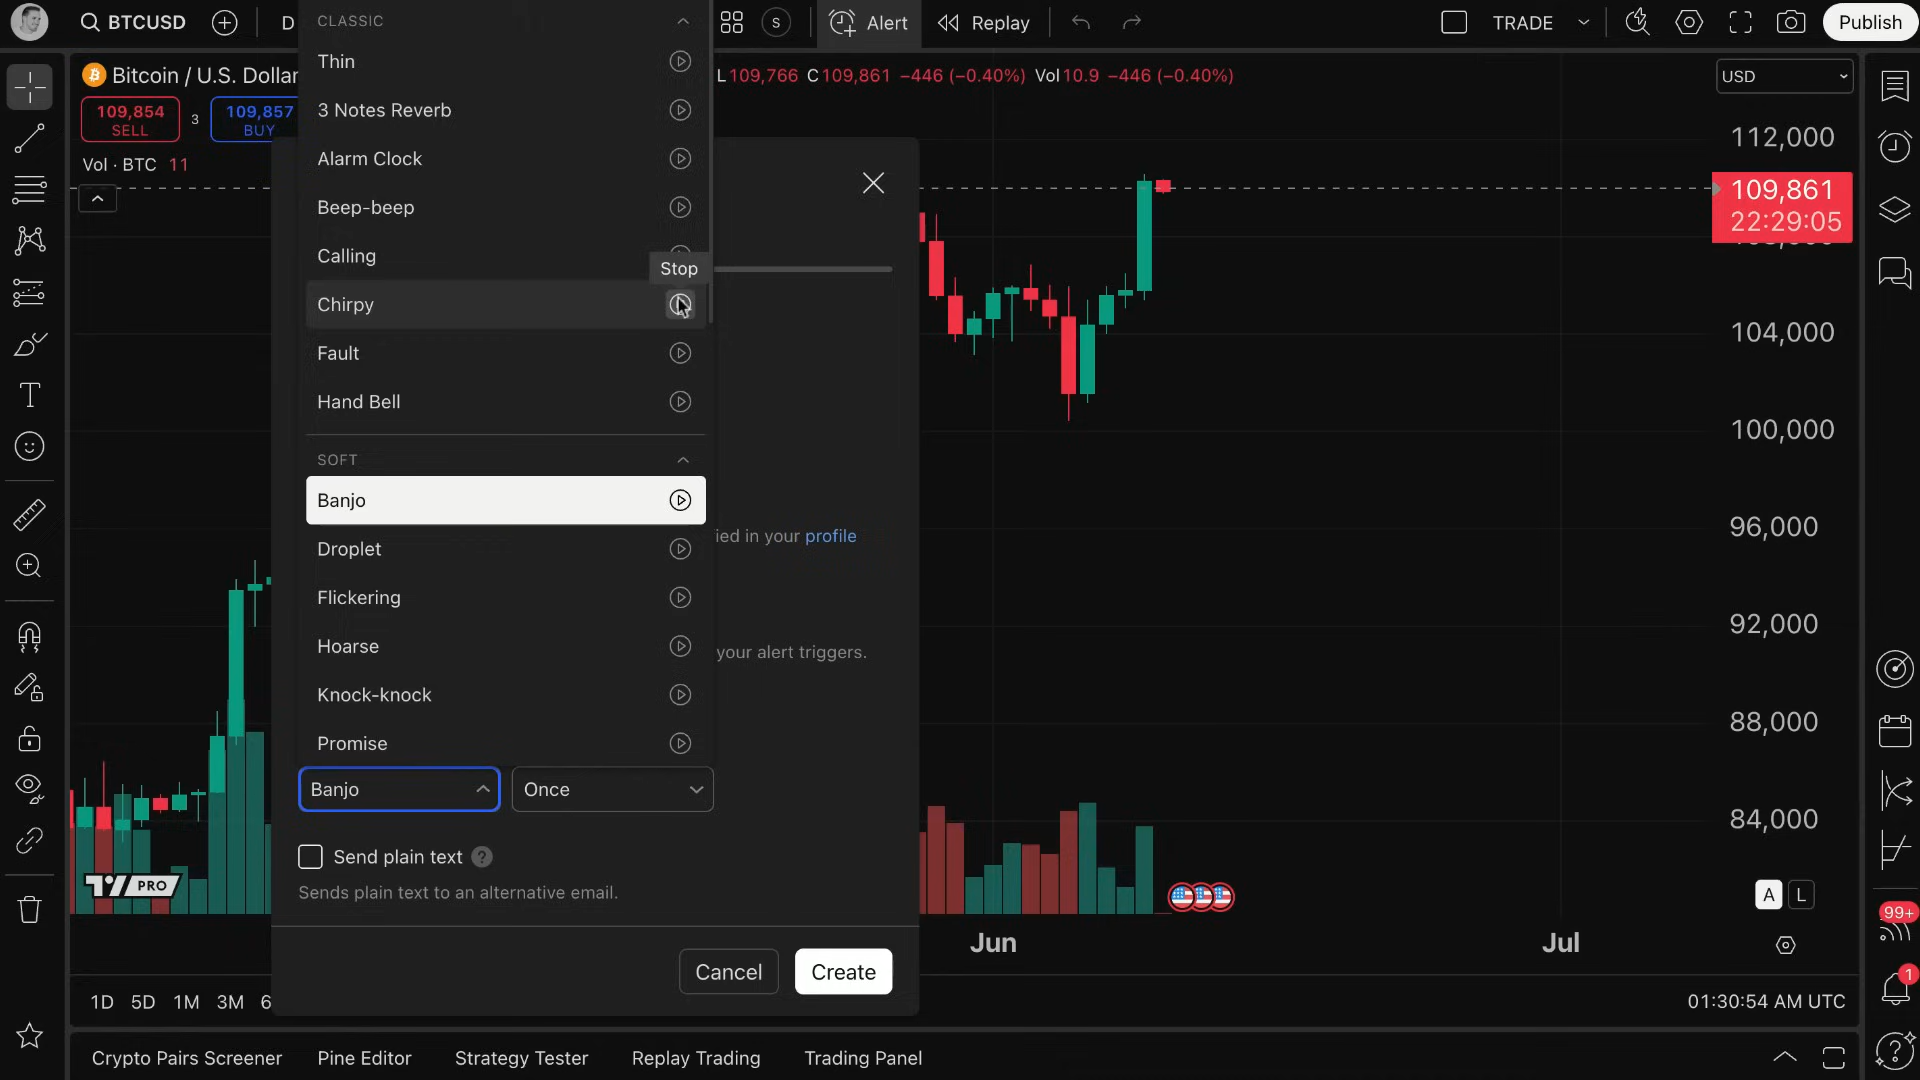 BTCUSD
D
S
Alert
Replay
TRADE
Publish
Bitcoin / U.S. Dollar
L109,766 C109,861 −446 (−0.40%) Vol10.9 −446 (−0.40%)
USD
109,854
SELL
3
109,857
BUY
Vol · BTC 11
CLASSIC
Thin
3 Notes Reverb
Alarm Clock
Beep-beep
Calling
Stop
Chirpy
Fault
Hand Bell
SOFT
Banjo
Droplet
Flickering
Hoarse
Knock-knock
Promise
ied in your profile
your alert triggers.
Banjo
Once
Send plain text ?
Sends plain text to an alternative email.
Cancel
Create
112,000
109,861
22:29:05
104,000
100,000
96,000
92,000
88,000
84,000
PRO
A
L
Jun
Jul
99+
1
1D 5D 1M 3M 6
01:30:54 AM UTC
Crypto Pairs Screener
Pine Editor
Strategy Tester
Replay Trading
Trading Panel